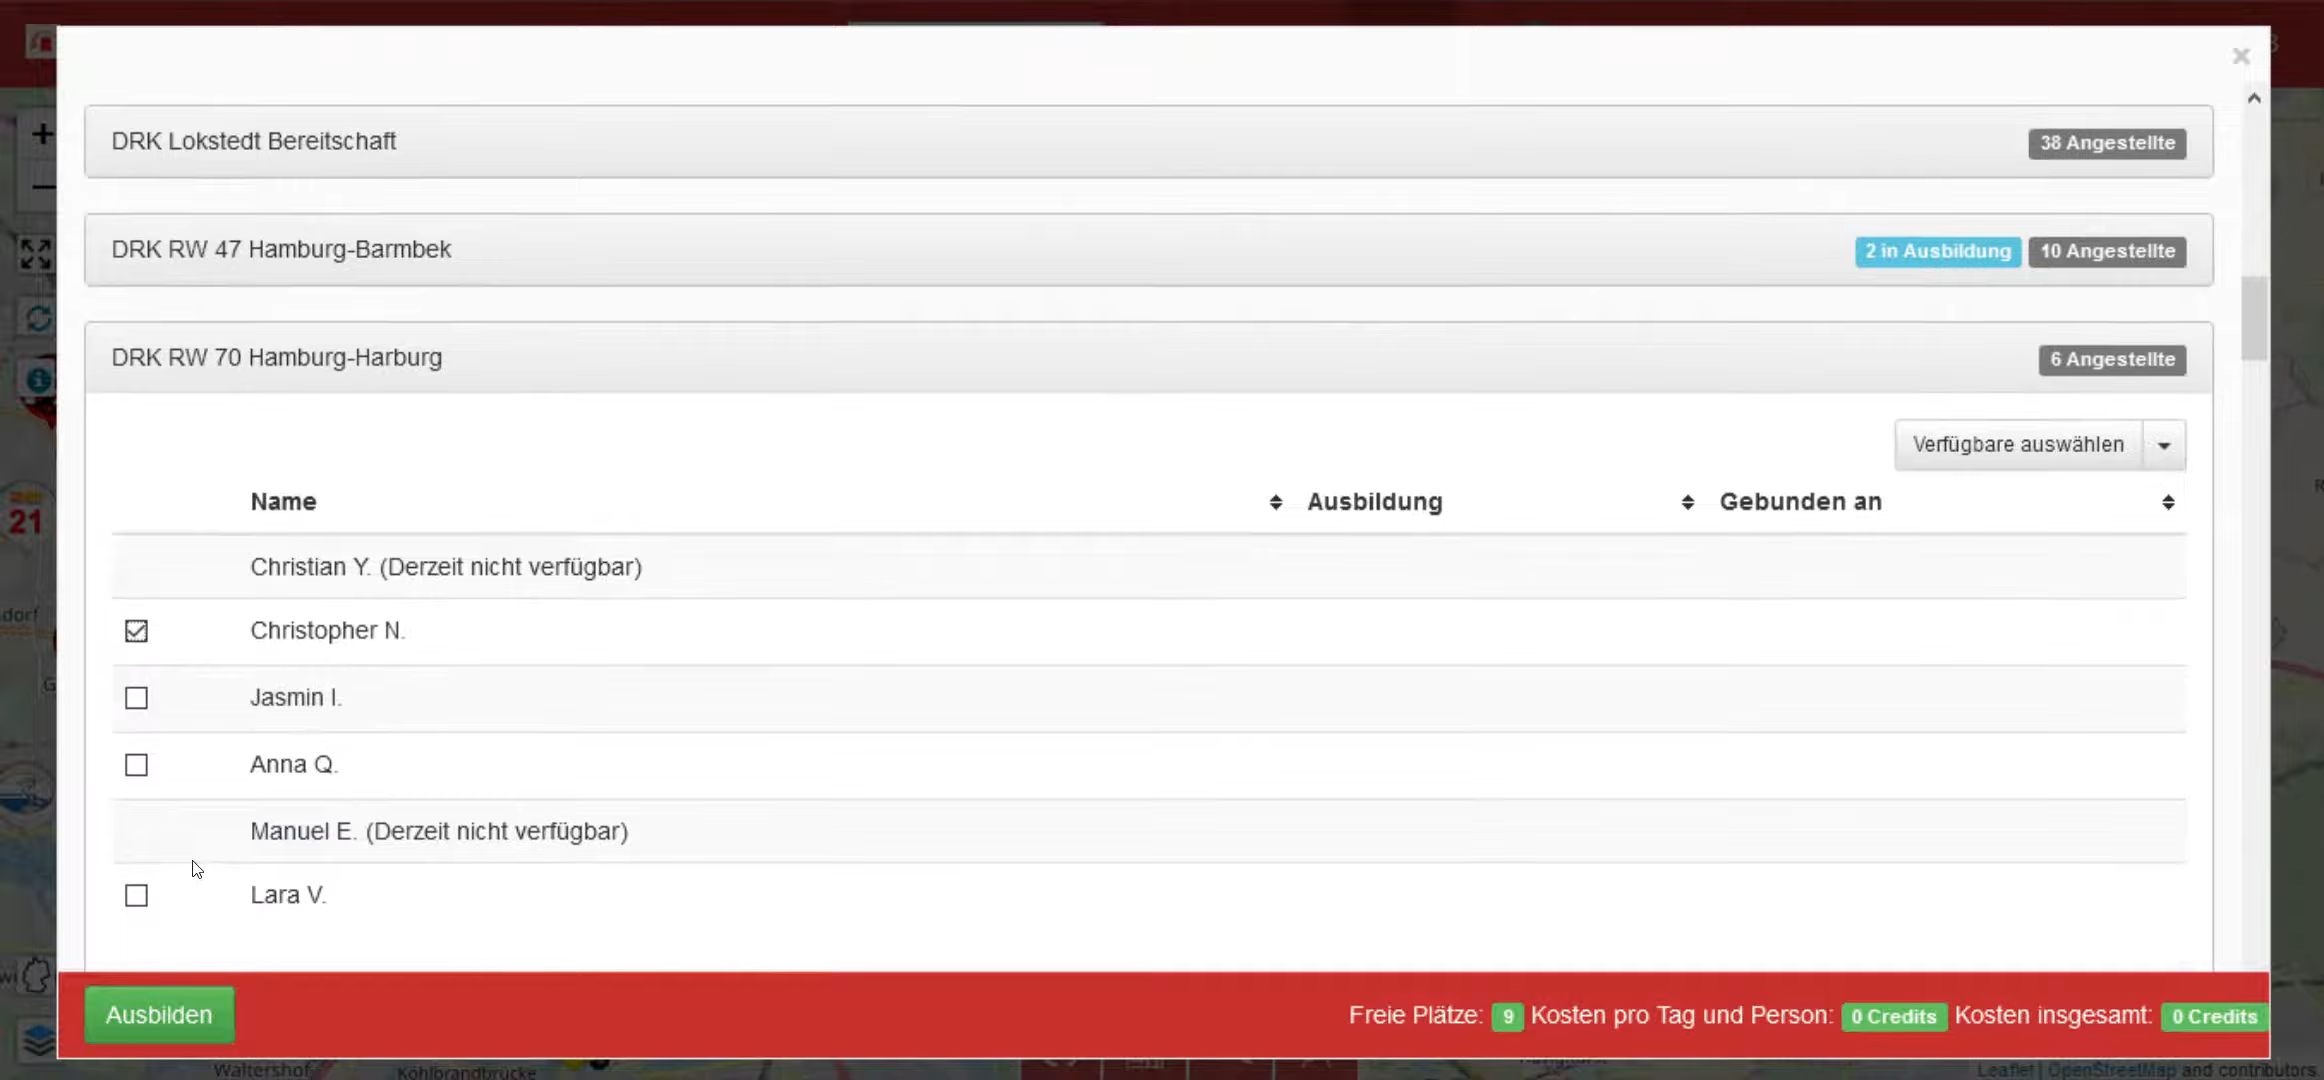 ×
DRK Lokstedt Bereitschaft
38 Angestellte
DRK RW 47 Hamburg-Barmbek
2 in Ausbildung
10 Angestellte
DRK RW 70 Hamburg-Harburg
6 Angestellte
Verfügbare auswählen
Name
Ausbildung
Gebunden an
Christian Y. (Derzeit nicht verfügbar)
Christopher N.
Jasmin I.
Anna Q.
Manuel E. (Derzeit nicht verfügbar)
Lara V.
Ausbilden
Freie Plätze: 9 Kosten pro Tag und Person: 0 Credits Kosten insgesamt: 0 Credits
+
21
dorf
Waltershof
Köhlbrandbrücke
Leaflet | OpenStreetMap and contributors